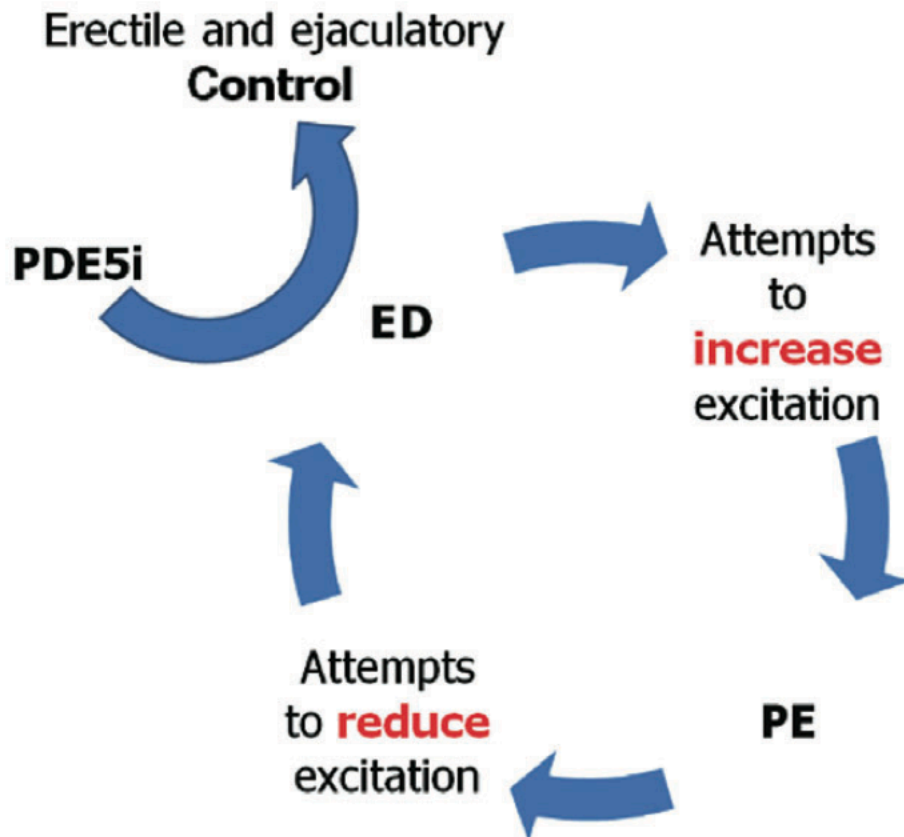 Erectile and ejaculatory
Control
PDE5i
ED
Attempts
to
increase
excitation
PE
Attempts
to reduce
excitation